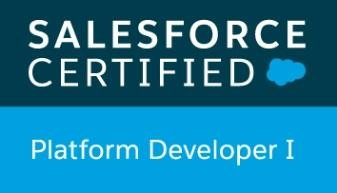 SALESFORCE
CERTIFIED
Platform Developer I